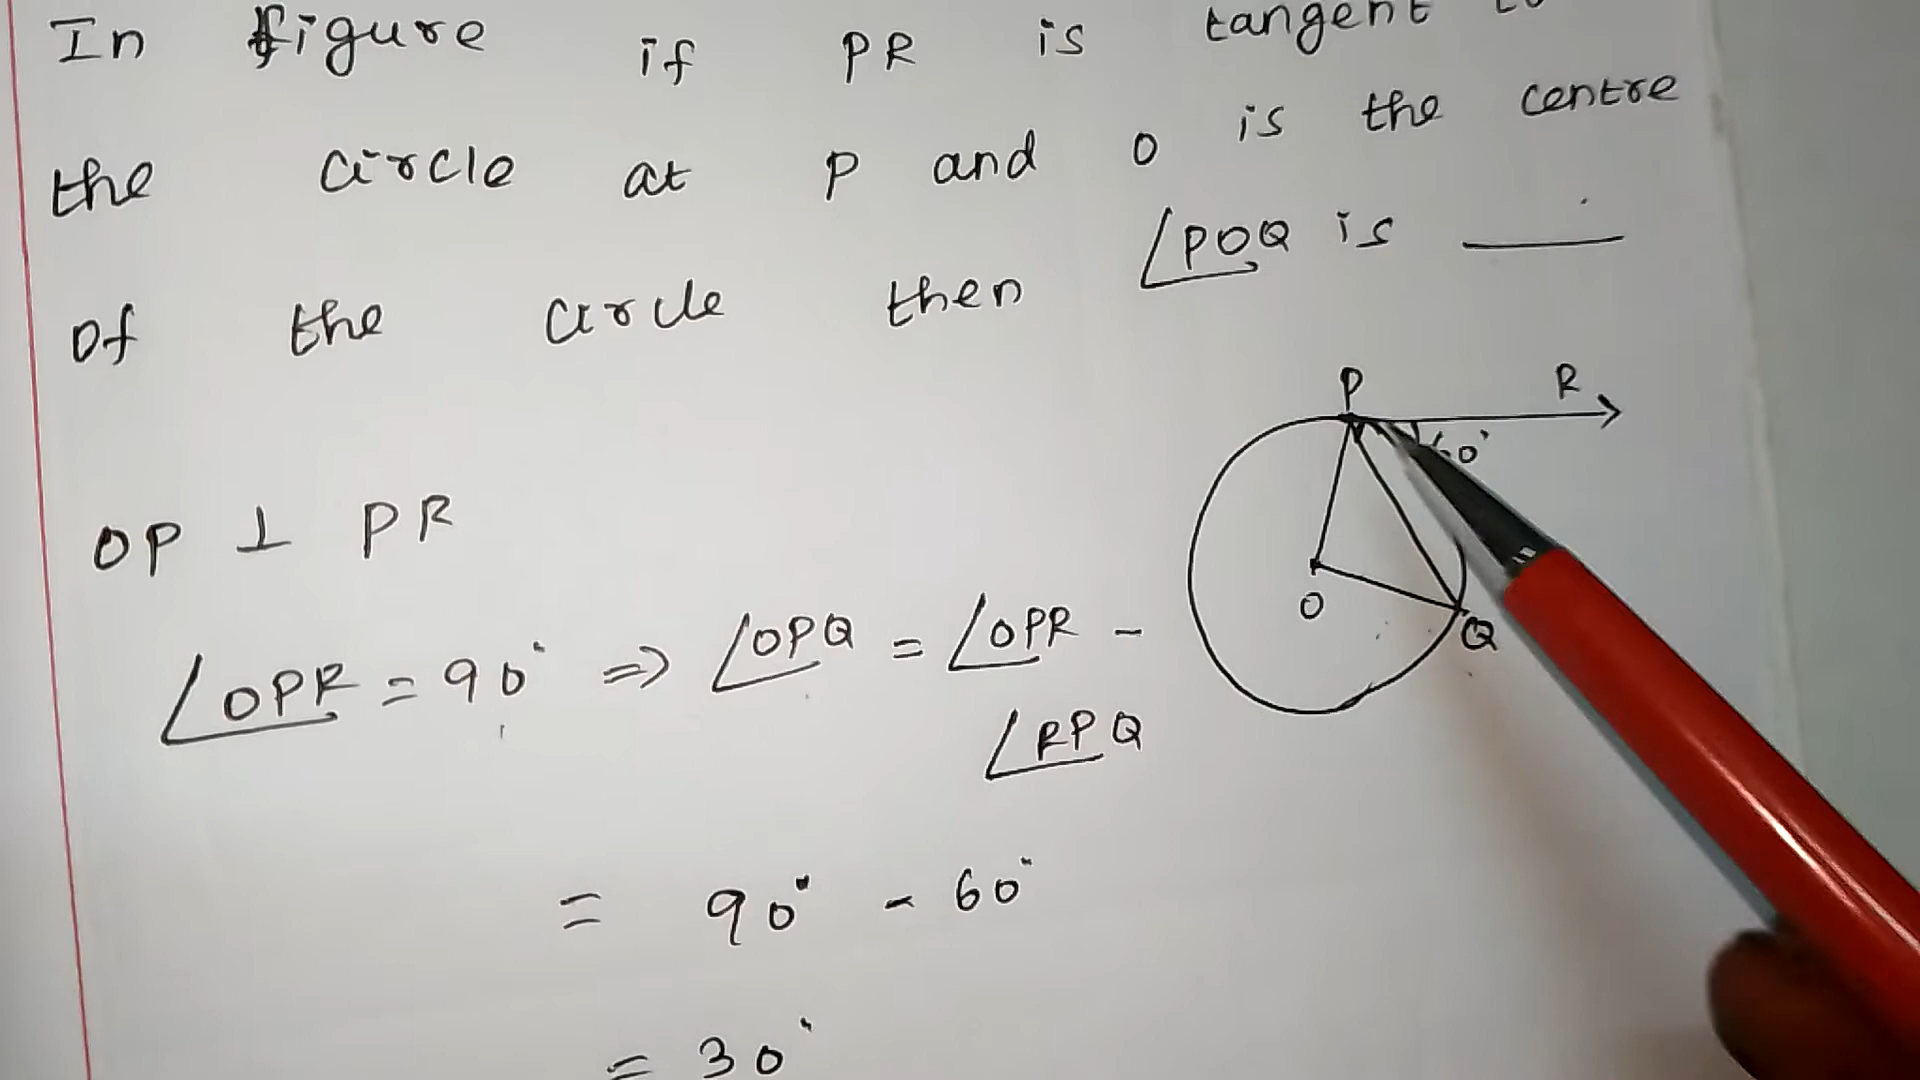 In figure if PR is tangent to
the circle at P and O is the centre
of the circle then ∠POQ is ____
P R
60°
O
Q
OP ⊥ PR
∠OPR = 90° => ∠OPQ = ∠OPR -
∠RPQ
= 90° - 60°
= 30°